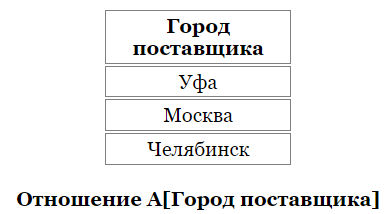 Город
поставщика
Уфа
Москва
Челябинск
Отношение A[Город поставщика]